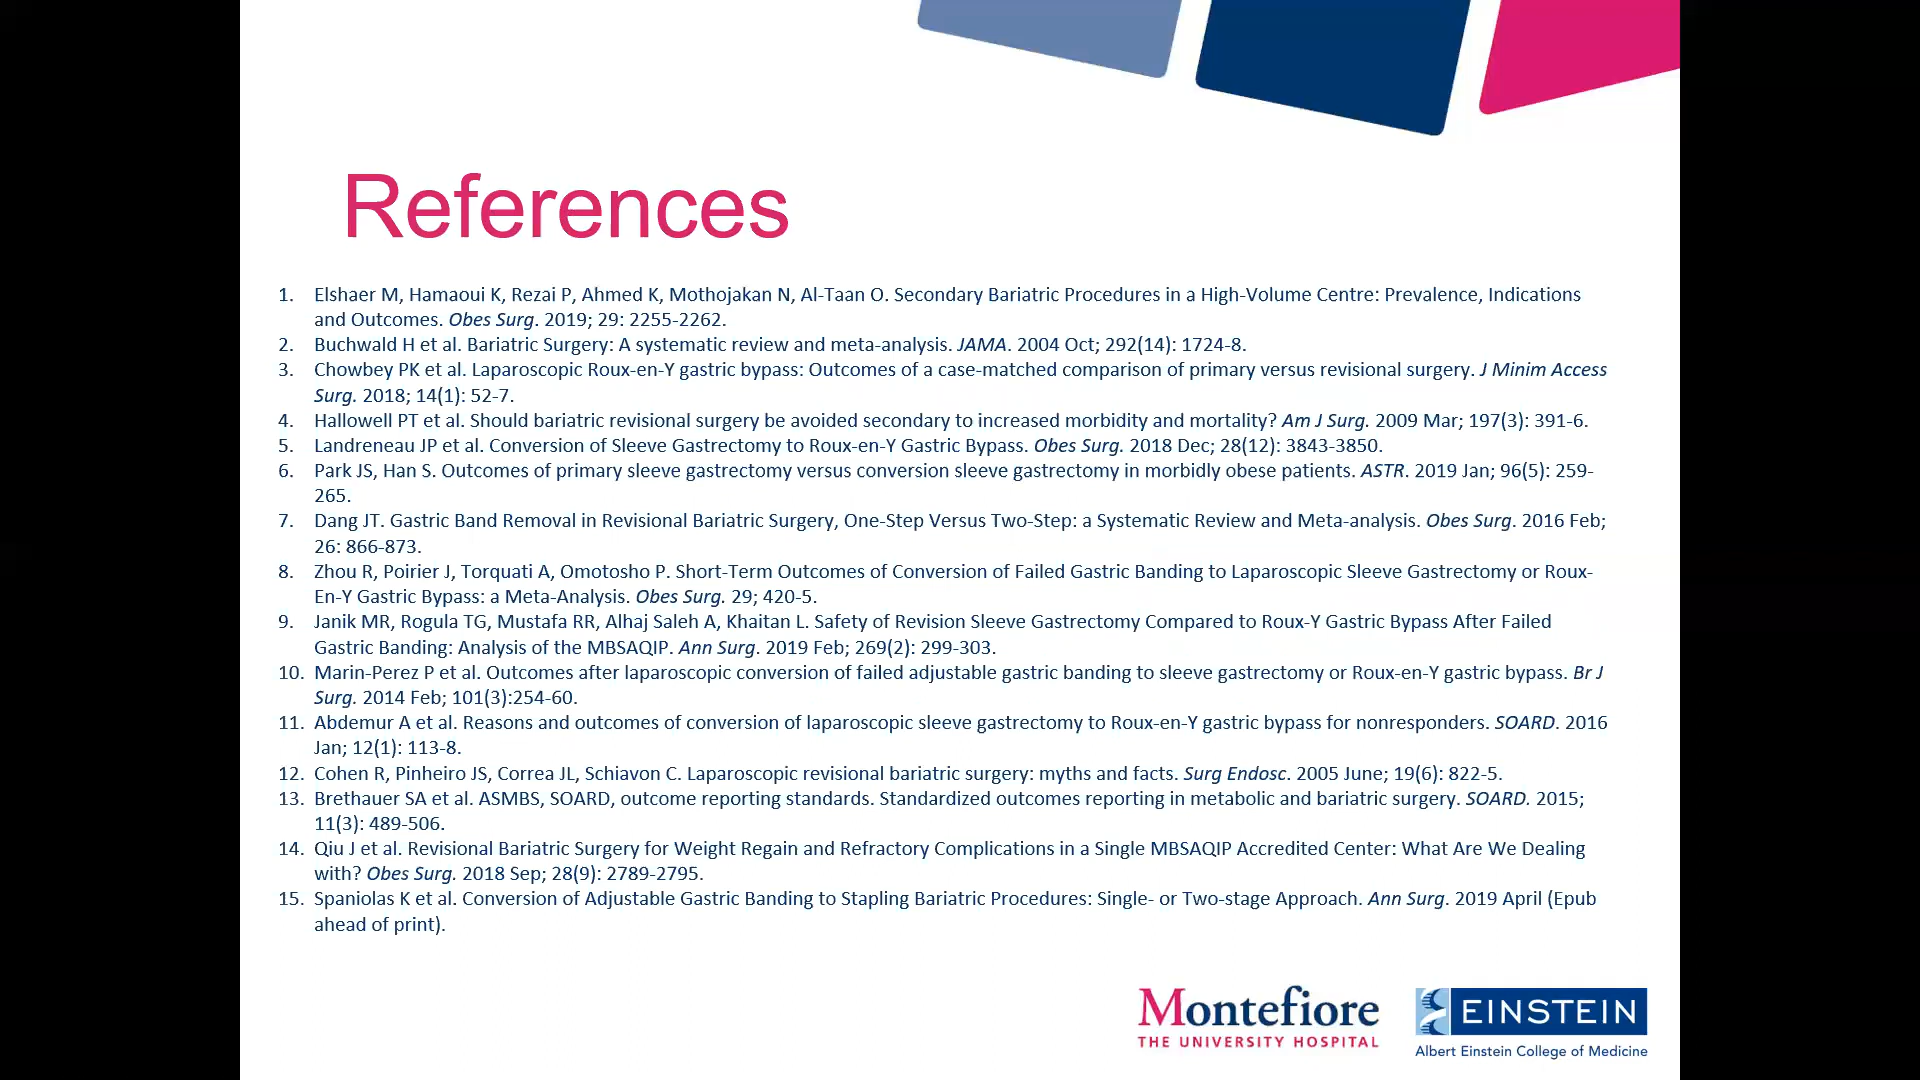 References
1. Elshaer M, Hamaoui K, Rezai P, Ahmed K, Mothojakan N, Al-Taan O. Secondary Bariatric Procedures in a High-Volume Centre: Prevalence, Indications
and Outcomes. Obes Surg. 2019; 29: 2255-2262.
2. Buchwald H et al. Bariatric Surgery: A systematic review and meta-analysis. JAMA. 2004 Oct; 292(14): 1724-8.
3. Chowbey PK et al. Laparoscopic Roux-en-Y gastric bypass: Outcomes of a case-matched comparison of primary versus revisional surgery. J Minim Access
Surg. 2018; 14(1): 52-7.
4. Hallowell PT et al. Should bariatric revisional surgery be avoided secondary to increased morbidity and mortality? Am J Surg. 2009 Mar; 197(3): 391-6.
5. Landreneau JP et al. Conversion of Sleeve Gastrectomy to Roux-en-Y Gastric Bypass. Obes Surg. 2018 Dec; 28(12): 3843-3850.
6. Park JS, Han S. Outcomes of primary sleeve gastrectomy versus conversion sleeve gastrectomy in morbidly obese patients. ASTR. 2019 Jan; 96(5): 259-
265.
7. Dang JT. Gastric Band Removal in Revisional Bariatric Surgery, One-Step Versus Two-Step: a Systematic Review and Meta-analysis. Obes Surg. 2016 Feb;
26: 866-873.
8. Zhou R, Poirier J, Torquati A, Omotosho P. Short-Term Outcomes of Conversion of Failed Gastric Banding to Laparoscopic Sleeve Gastrectomy or Roux-
En-Y Gastric Bypass: a Meta-Analysis. Obes Surg. 29; 420-5.
9. Janik MR, Rogula TG, Mustafa RR, Alhaj Saleh A, Khaitan L. Safety of Revision Sleeve Gastrectomy Compared to Roux-Y Gastric Bypass After Failed
Gastric Banding: Analysis of the MBSAQIP. Ann Surg. 2019 Feb; 269(2): 299-303.
10. Marin-Perez P et al. Outcomes after laparoscopic conversion of failed adjustable gastric banding to sleeve gastrectomy or Roux-en-Y gastric bypass. Br J
Surg. 2014 Feb; 101(3):254-60.
11. Abdemur A et al. Reasons and outcomes of conversion of laparoscopic sleeve gastrectomy to Roux-en-Y gastric bypass for nonresponders. SOARD. 2016
Jan; 12(1): 113-8.
12. Cohen R, Pinheiro JS, Correa JL, Schiavon C. Laparoscopic revisional bariatric surgery: myths and facts. Surg Endosc. 2005 June; 19(6): 822-5.
13. Brethauer SA et al. ASMBS, SOARD, outcome reporting standards. Standardized outcomes reporting in metabolic and bariatric surgery. SOARD. 2015;
11(3): 489-506.
14. Qiu J et al. Revisional Bariatric Surgery for Weight Regain and Refractory Complications in a Single MBSAQIP Accredited Center: What Are We Dealing
with? Obes Surg. 2018 Sep; 28(9): 2789-2795.
15. Spaniolas K et al. Conversion of Adjustable Gastric Banding to Stapling Bariatric Procedures: Single- or Two-stage Approach. Ann Surg. 2019 April (Epub
ahead of print).
Montefiore
THE UNIVERSITY HOSPITAL
EINSTEIN
Albert Einstein College of Medicine